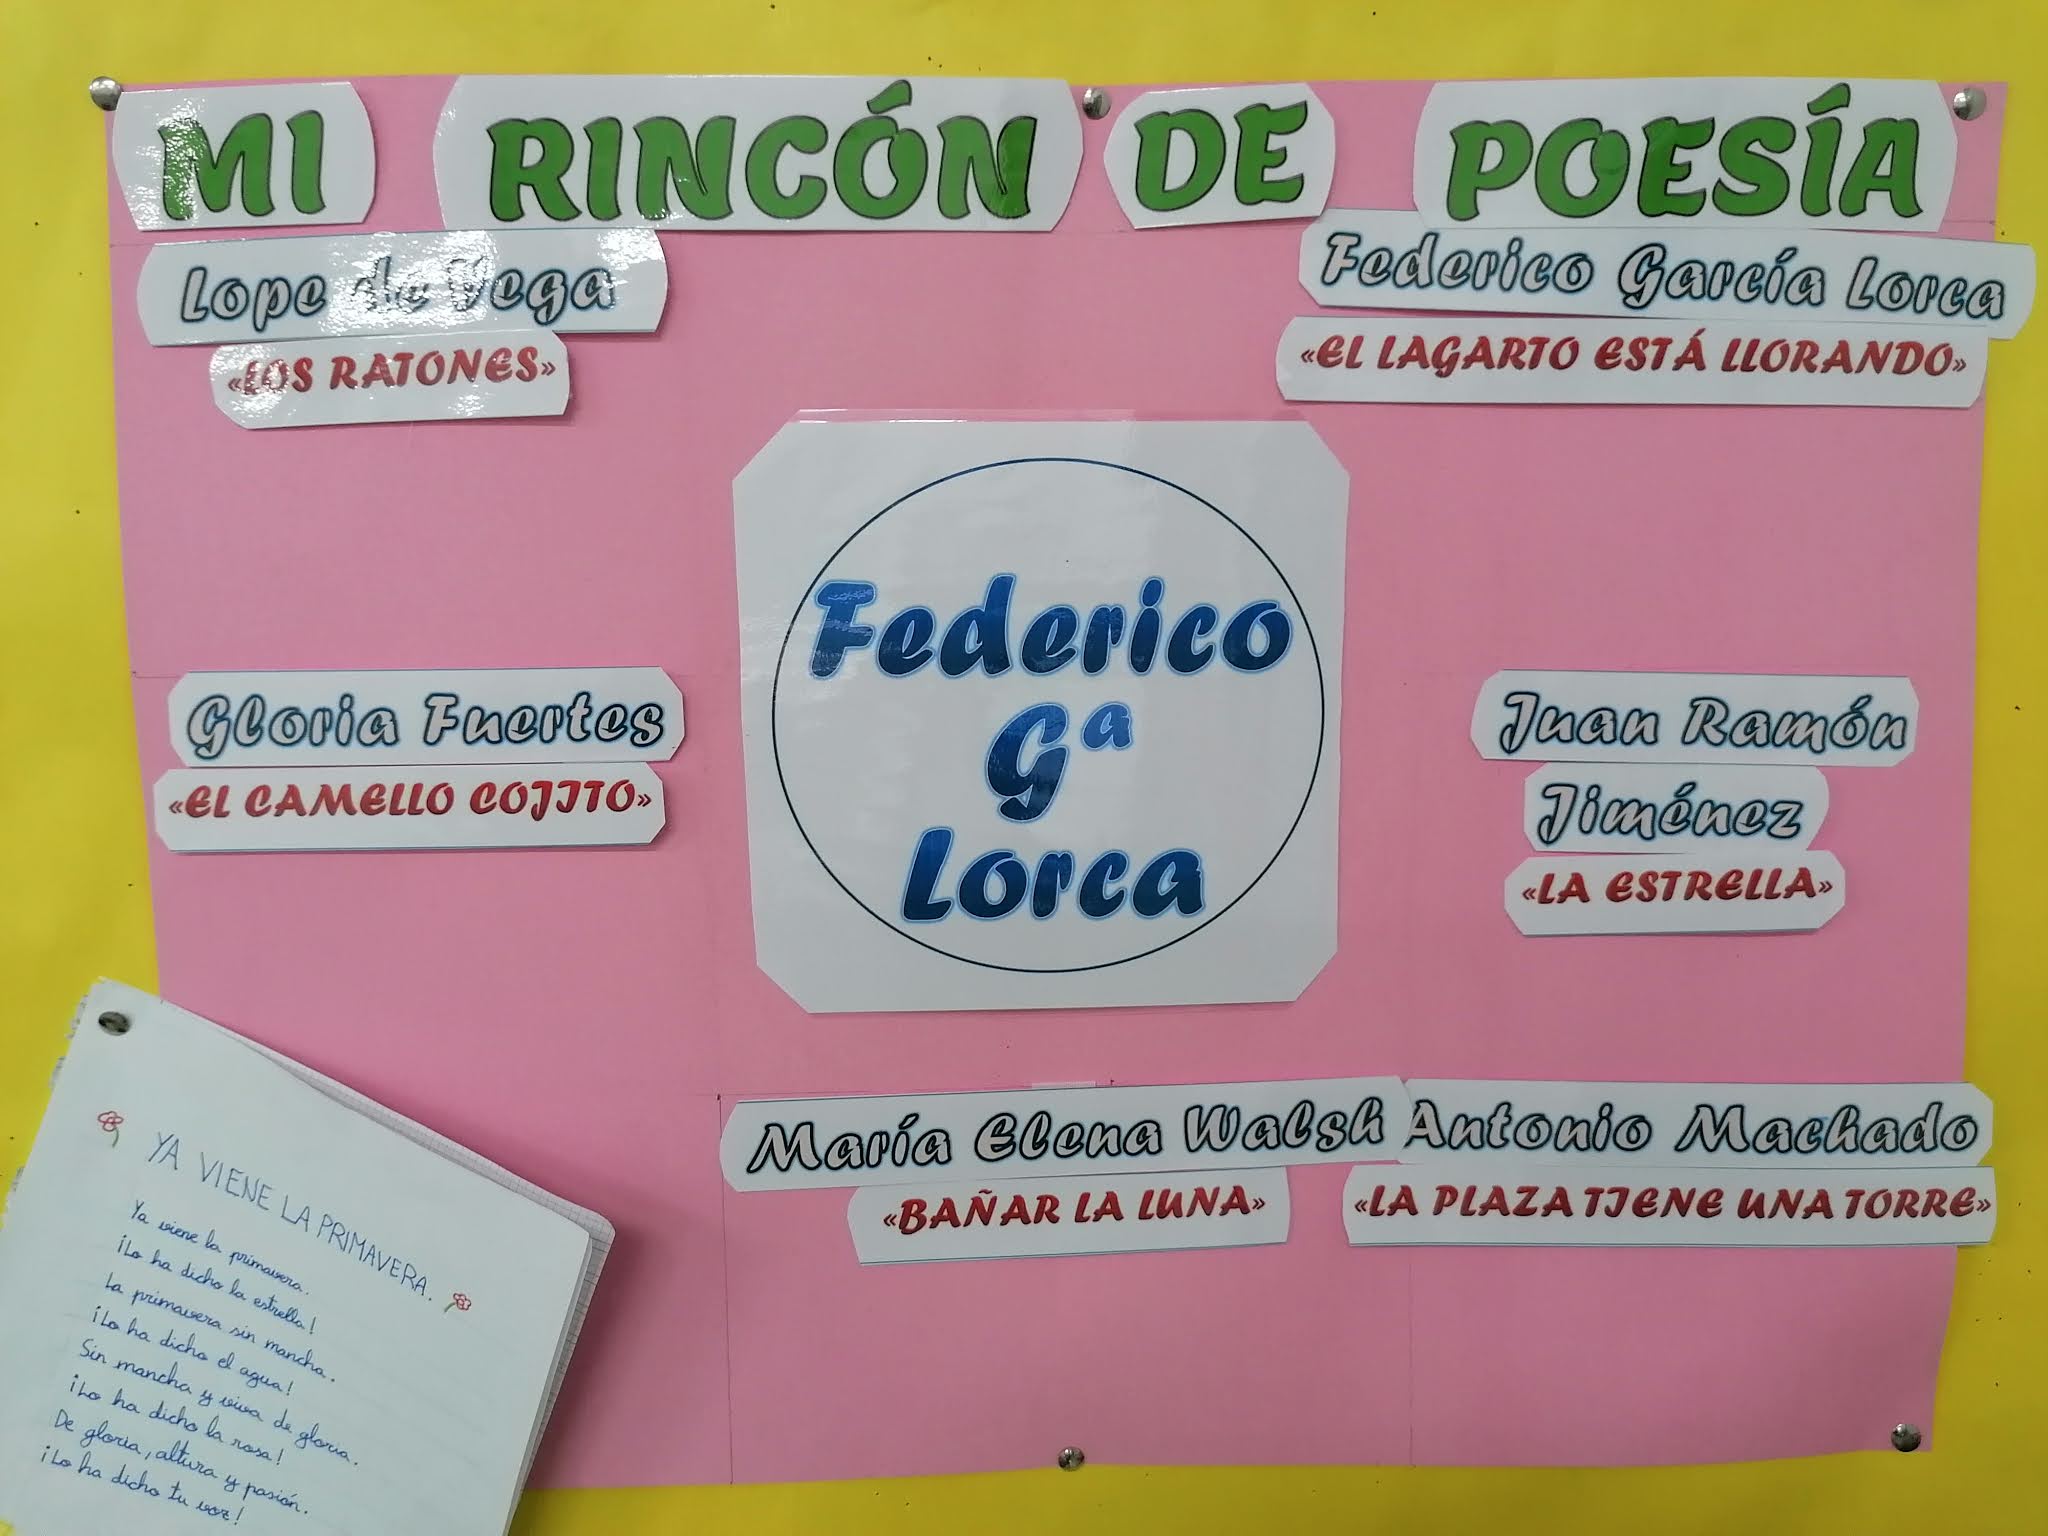 MI RINCÓN DE POESÍA
Lope de Vega
«LOS RATONES»
Federico García Lorca
«EL LAGARTO ESTÁ LLORANDO»
Federico
Gª
Lorca
Gloria Fuertes
«EL CAMELLO COJITO»
Juan Ramón
Jiménez
«LA ESTRELLA»
María Elena Walsh
«BAÑAR LA LUNA»
Antonio Machado
«LA PLAZA TIENE UNA TORRE»
YA VIENE LA PRIMAVERA.
Ya viene la primavera.
¡Lo ha dicho la estrella!
La primavera sin mancha.
¡Lo ha dicho el agua!
Sin mancha y viva de gloria.
¡Lo ha dicho la rosa!
De gloria, altura y pasión.
¡Lo ha dicho tu voz!